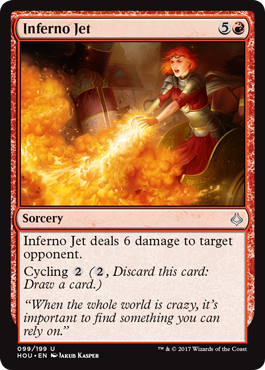 Inferno Jet 5
Sorcery
Inferno Jet deals 6 damage to target
opponent.
Cycling 2 (2, Discard this card:
Draw a card.)
“When the whole world is crazy, it’s
important to find something you can
rely on.”
099/199 U
HOU • EN Jakub Kasper
™ & © 2017 Wizards of the Coast